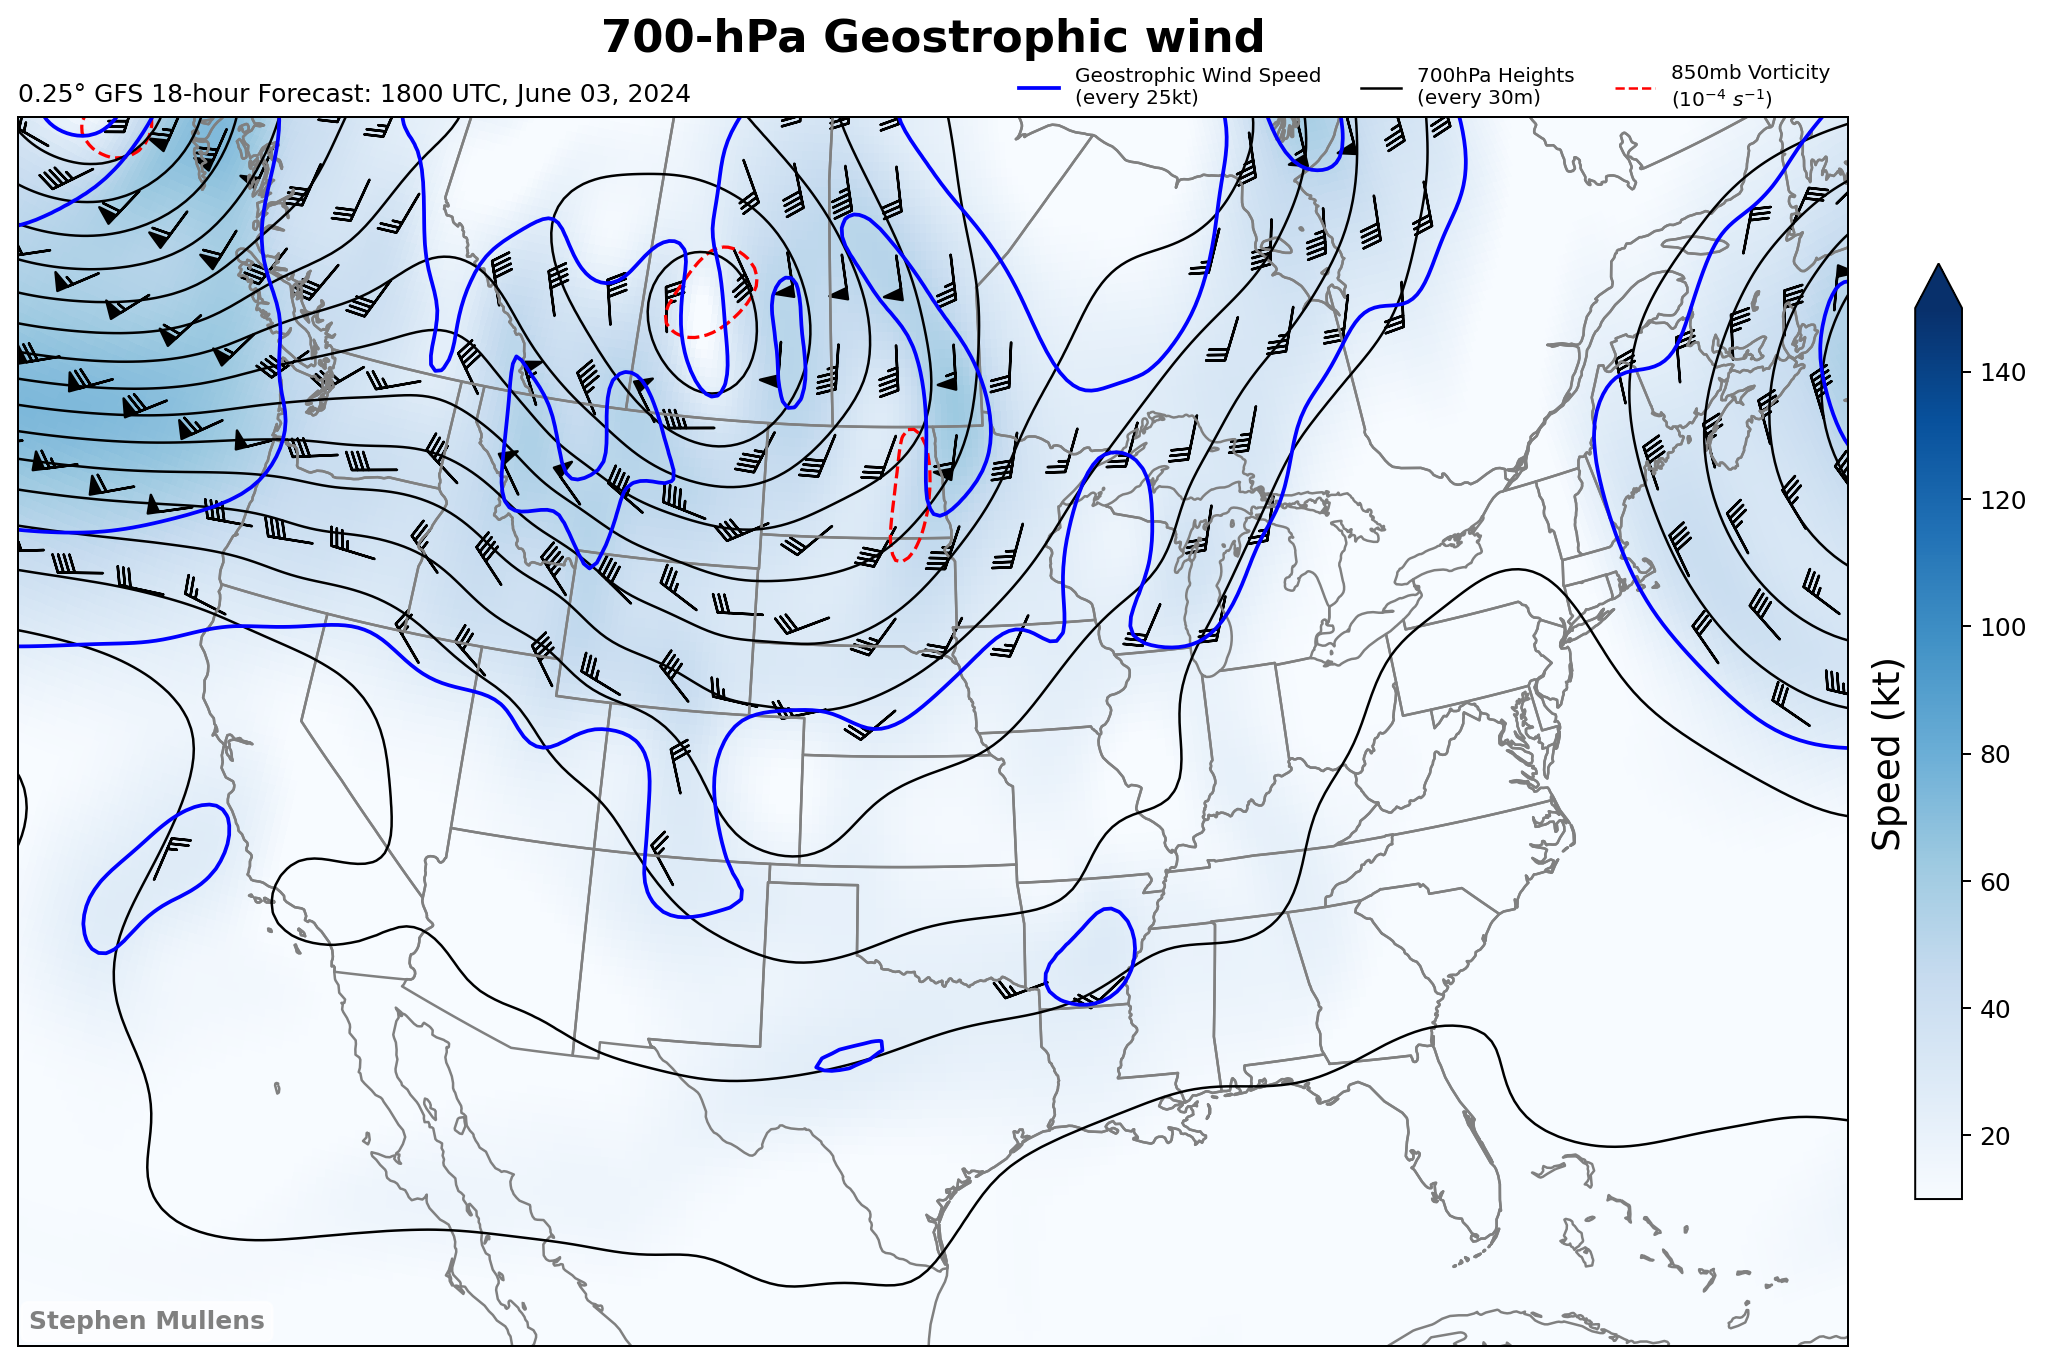 700-hPa Geostrophic wind
0.25° GFS 18-hour Forecast: 1800 UTC, June 03, 2024
Geostrophic Wind Speed
(every 25kt)
700hPa Heights
(every 30m)
850mb Vorticity
(10⁻⁴ s⁻¹)
140
120
100
80
60
40
20
Speed (kt)
Stephen Mullens